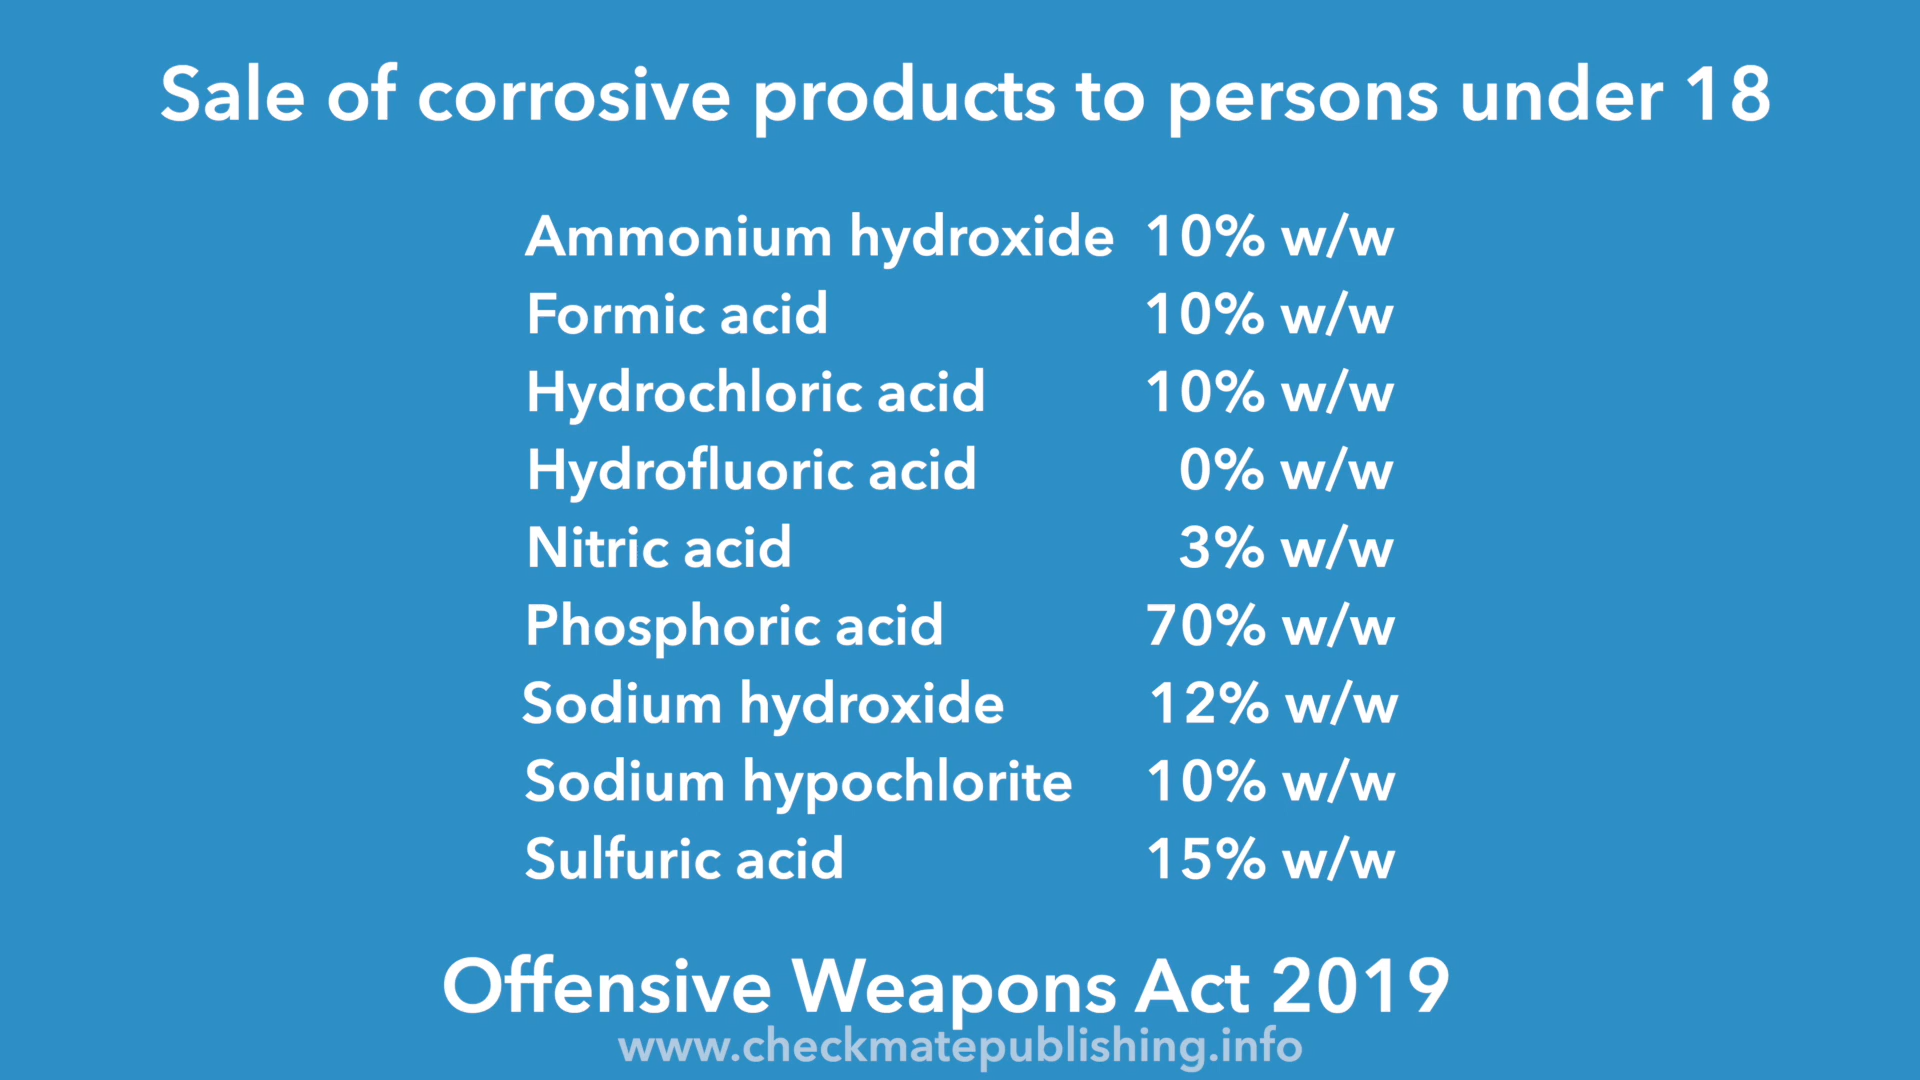 Sale of corrosive products to persons under 18
Ammonium hydroxide 10% w/w
Formic acid 10% w/w
Hydrochloric acid 10% w/w
Hydrofluoric acid 0% w/w
Nitric acid 3% w/w
Phosphoric acid 70% w/w
Sodium hydroxide 12% w/w
Sodium hypochlorite 10% w/w
Sulfuric acid 15% w/w
Offensive Weapons Act 2019
www.checkmatepublishing.info